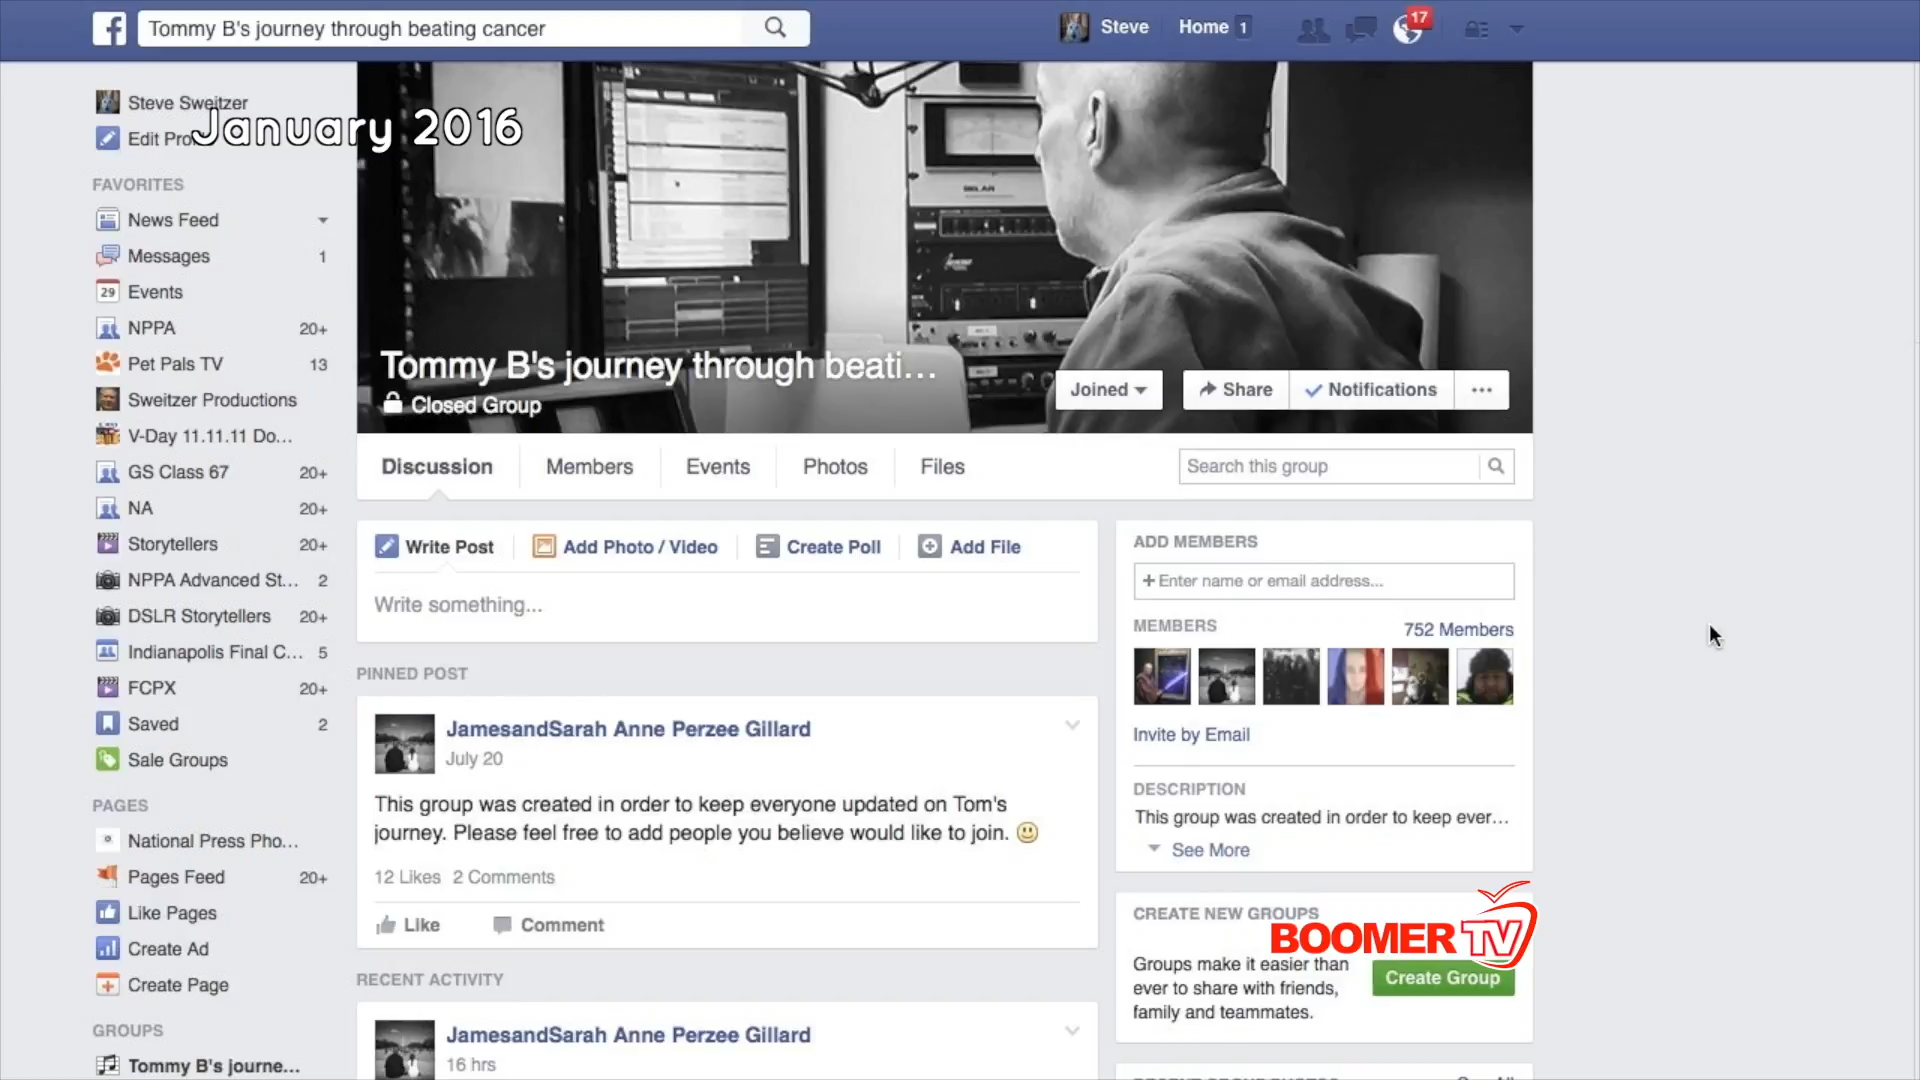 Tommy B's journey through beating cancer
Steve
Home 1
17
Steve Sweitzer
Edit Pro
January 2016
FAVORITES
News Feed
Messages 1
29 Events
NPPA 20+
Pet Pals TV 13
Sweitzer Productions
V-Day 11.11.11 Do...
GS Class 67 20+
NA 20+
Storytellers 20+
NPPA Advanced St... 2
DSLR Storytellers 20+
Indianapolis Final C... 5
FCPX 20+
Saved 2
Sale Groups
PAGES
National Press Pho...
Pages Feed 20+
Like Pages
Create Ad
Create Page
GROUPS
Tommy B's journe...
Tommy B's journey through beati...
Closed Group
Joined
Share
Notifications
Discussion
Members
Events
Photos
Files
Search this group
Write Post
Add Photo / Video
Create Poll
Add File
Write something...
PINNED POST
JamesandSarah Anne Perzee Gillard
July 20
This group was created in order to keep everyone updated on Tom's
journey. Please feel free to add people you believe would like to join.
12 Likes 2 Comments
Like
Comment
RECENT ACTIVITY
JamesandSarah Anne Perzee Gillard
16 hrs
ADD MEMBERS
+ Enter name or email address...
MEMBERS
752 Members
Invite by Email
DESCRIPTION
This group was created in order to keep ever...
See More
CREATE NEW GROUPS
BOOMER TV
Groups make it easier than
ever to share with friends,
family and teammates.
Create Group